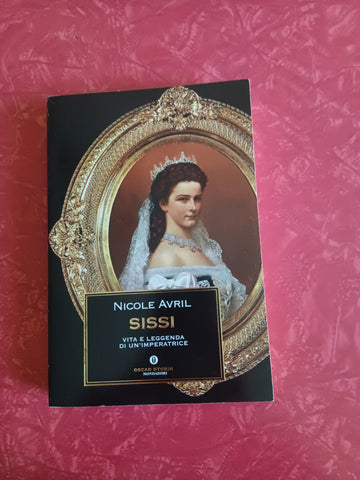 NICOLE AVRIL
SISSI
VITA E LEGGENDA
DI UN'IMPERATRICE
OSCAR STORIA
MONDADORI